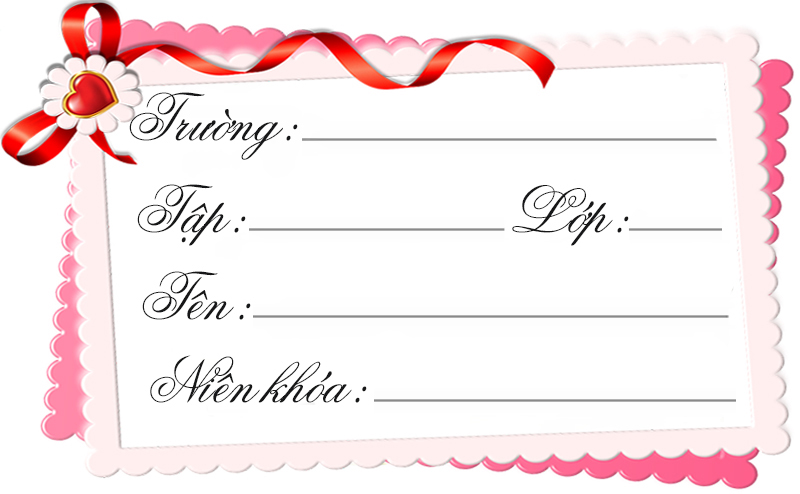 Trường :
Tập : Lớp :
Tên :
Niên khóa :